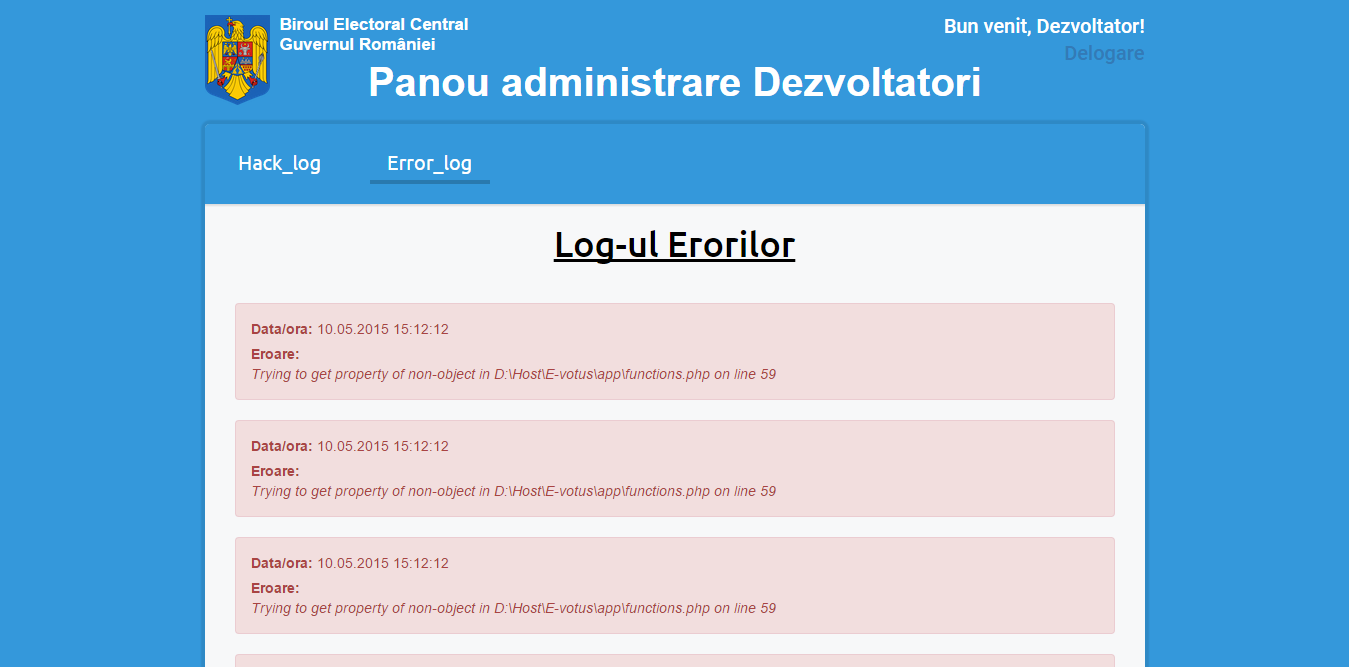 Biroul Electoral Central
Guvernul României
Bun venit, Dezvoltator!
Delogare
Panou administrare Dezvoltatori
Hack_log
Error_log
Log-ul Erorilor
Data/ora: 10.05.2015 15:12:12
Eroare:
Trying to get property of non-object in D:\Host\E-votus\app\functions.php on line 59
Data/ora: 10.05.2015 15:12:12
Eroare:
Trying to get property of non-object in D:\Host\E-votus\app\functions.php on line 59
Data/ora: 10.05.2015 15:12:12
Eroare:
Trying to get property of non-object in D:\Host\E-votus\app\functions.php on line 59